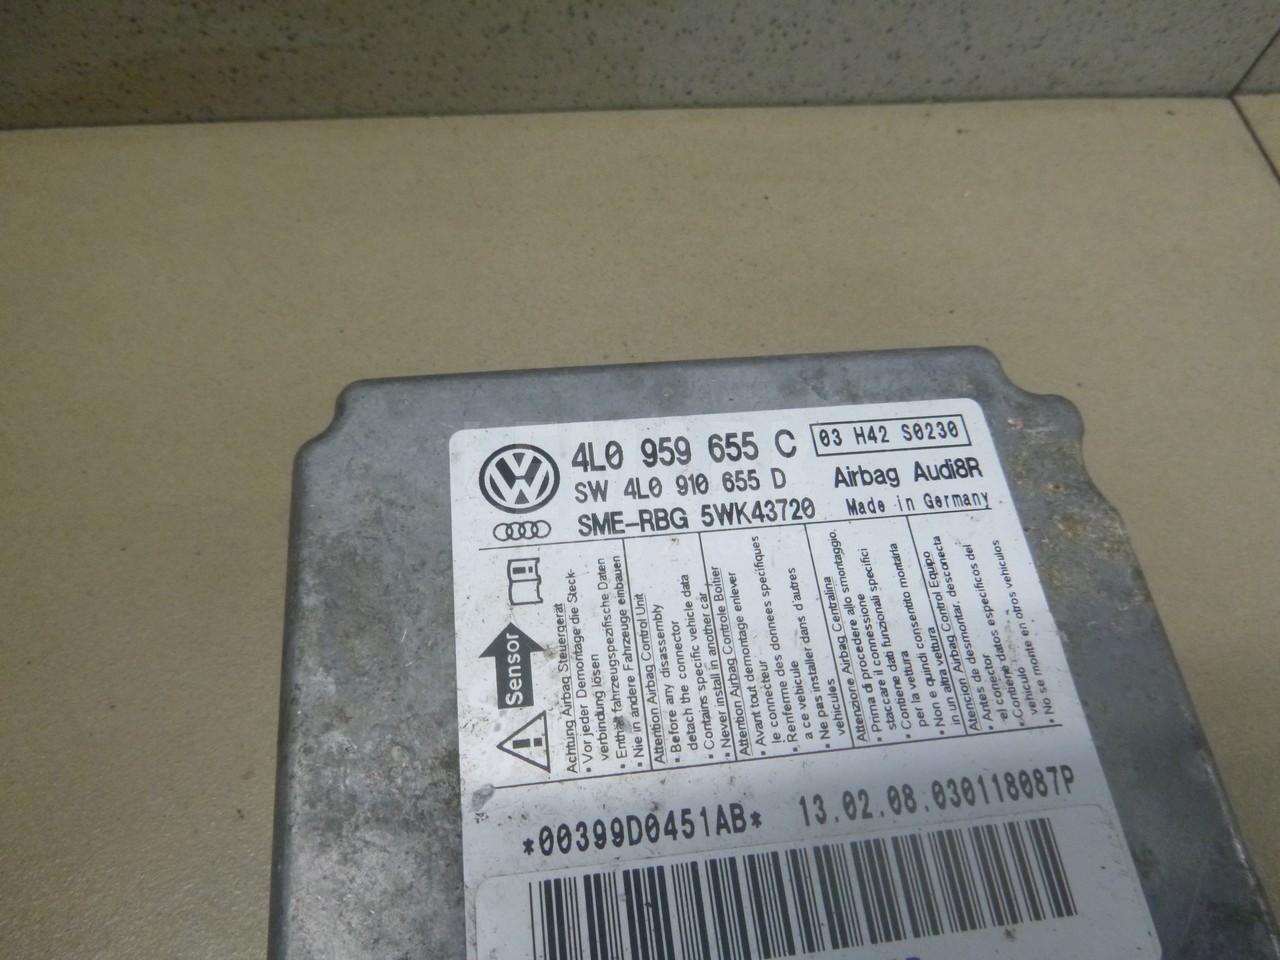 4L0 959 655 C
03 H42 S0230
SW 4L0 910 655 D
Airbag Audi8R
SME-RBG 5WK43720
Made in Germany
Sensor
Achtung Airbag Steuergerät
• Vor jeder Demontage die Steck-
verbindung lösen
• Enthält fahrzeugspezifische Daten
• Nie in andere Fahrzeuge einbauen
Attention Airbag Control Unit
• Before any disassembly
detach the connector
• Contains specific vehicle data
• Never install in another car
Attention Airbag Controle Boîtier
• Avant tout demontage enlever
le connecteur
• Renferme des donnees specifiques
a ce vehicule
• Ne pas installer dans d'autres
vehicules
Attenzione Airbag Centralina
• Prima di procedere allo smontaggio,
staccare il connessione
• Contiene dati funzionali specifici
per la vettura
• Non e quindi consentito montarla
in un altra vettura
Atencion Airbag Control Equipo
• Antes de desmontar, desconecta
el conector
• Contiene datos especificos del
vehiculo
• No se monte en otros vehiculos
*00399D0451AB*
13.02.08.030118087P